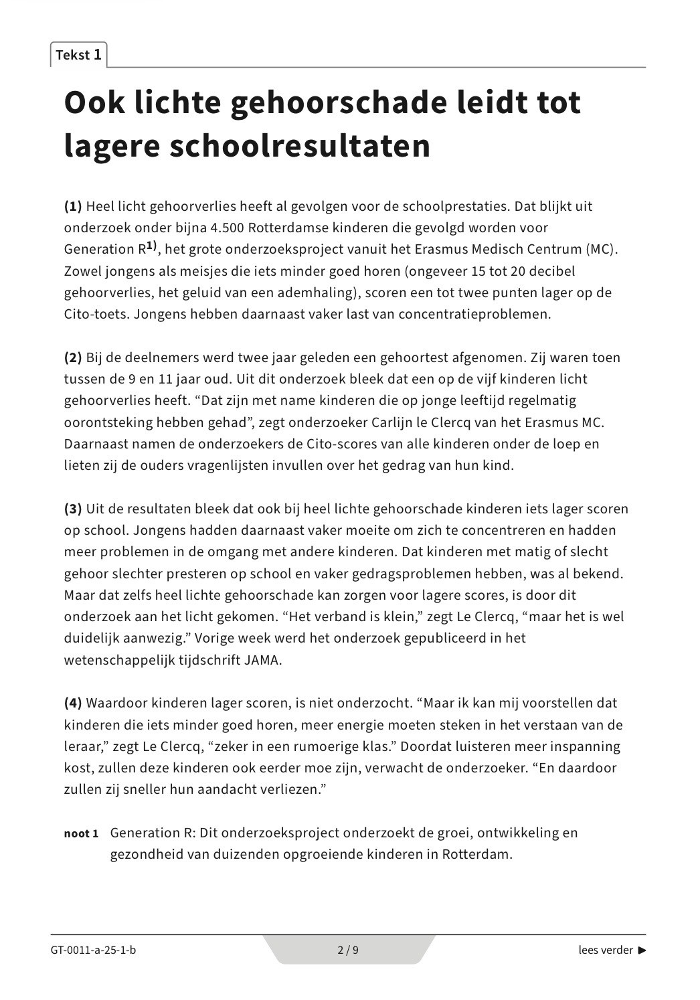 Tekst 1
Ook lichte gehoorschade leidt tot
lagere schoolresultaten
(1) Heel licht gehoorverlies heeft al gevolgen voor de schoolprestaties. Dat blijkt uit
onderzoek onder bijna 4.500 Rotterdamse kinderen die gevolgd worden voor
Generation R1), het grote onderzoeksproject vanuit het Erasmus Medisch Centrum (MC).
Zowel jongens als meisjes die iets minder goed horen (ongeveer 15 tot 20 decibel
gehoorverlies, het geluid van een ademhaling), scoren een tot twee punten lager op de
Cito-toets. Jongens hebben daarnaast vaker last van concentratieproblemen.
(2) Bij de deelnemers werd twee jaar geleden een gehoortest afgenomen. Zij waren toen
tussen de 9 en 11 jaar oud. Uit dit onderzoek bleek dat een op de vijf kinderen licht
gehoorverlies heeft. “Dat zijn met name kinderen die op jonge leeftijd regelmatig
oorontsteking hebben gehad”, zegt onderzoeker Carlijn le Clercq van het Erasmus MC.
Daarnaast namen de onderzoekers de Cito-scores van alle kinderen onder de loep en
lieten zij de ouders vragenlijsten invullen over het gedrag van hun kind.
(3) Uit de resultaten bleek dat ook bij heel lichte gehoorschade kinderen iets lager scoren
op school. Jongens hadden daarnaast vaker moeite om zich te concentreren en hadden
meer problemen in de omgang met andere kinderen. Dat kinderen met matig of slecht
gehoor slechter presteren op school en vaker gedragsproblemen hebben, was al bekend.
Maar dat zelfs heel lichte gehoorschade kan zorgen voor lagere scores, is door dit
onderzoek aan het licht gekomen. “Het verband is klein,” zegt Le Clercq, “maar het is wel
duidelijk aanwezig.” Vorige week werd het onderzoek gepubliceerd in het
wetenschappelijk tijdschrift JAMA.
(4) Waardoor kinderen lager scoren, is niet onderzocht. “Maar ik kan mij voorstellen dat
kinderen die iets minder goed horen, meer energie moeten steken in het verstaan van de
leraar,” zegt Le Clercq, “zeker in een rumoerige klas.” Doordat luisteren meer inspanning
kost, zullen deze kinderen ook eerder moe zijn, verwacht de onderzoeker. “En daardoor
zullen zij sneller hun aandacht verliezen.”
noot 1 Generation R: Dit onderzoeksproject onderzoekt de groei, ontwikkeling en
gezondheid van duizenden opgroeiende kinderen in Rotterdam.
GT-0011-a-25-1-b 2 / 9 lees verder ►